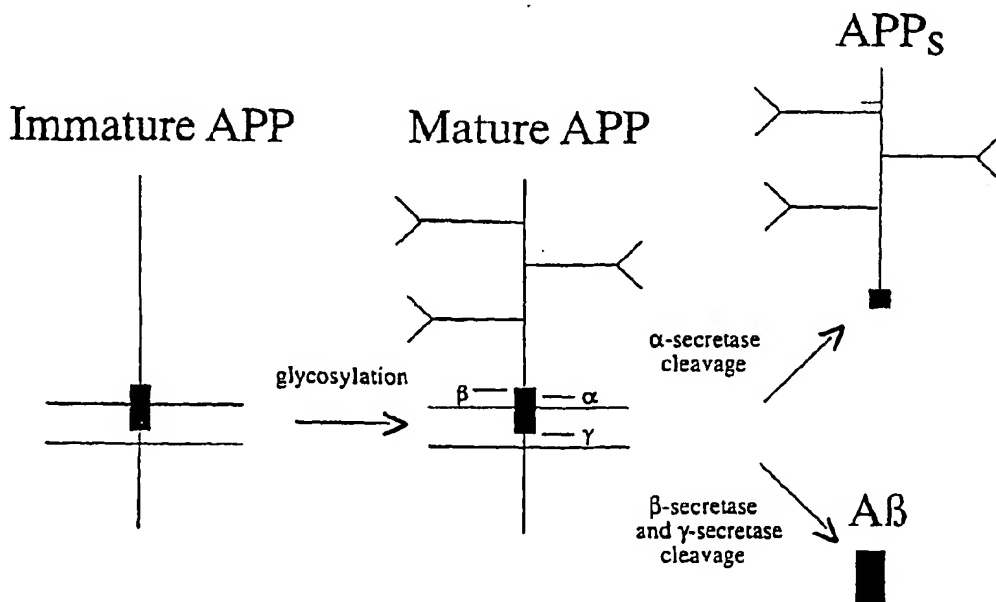 APPs
Immature APP
Mature APP
α-secretase
cleavage
glycosylation
β
α
γ
β-secretase
and γ-secretase
cleavage
Aß